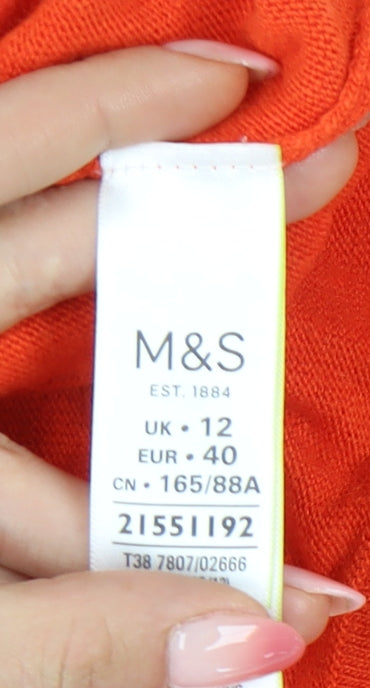 M&S
EST. 1884
UK • 12
EUR • 40
CN • 165/88A
21551192
T38 7807/02666